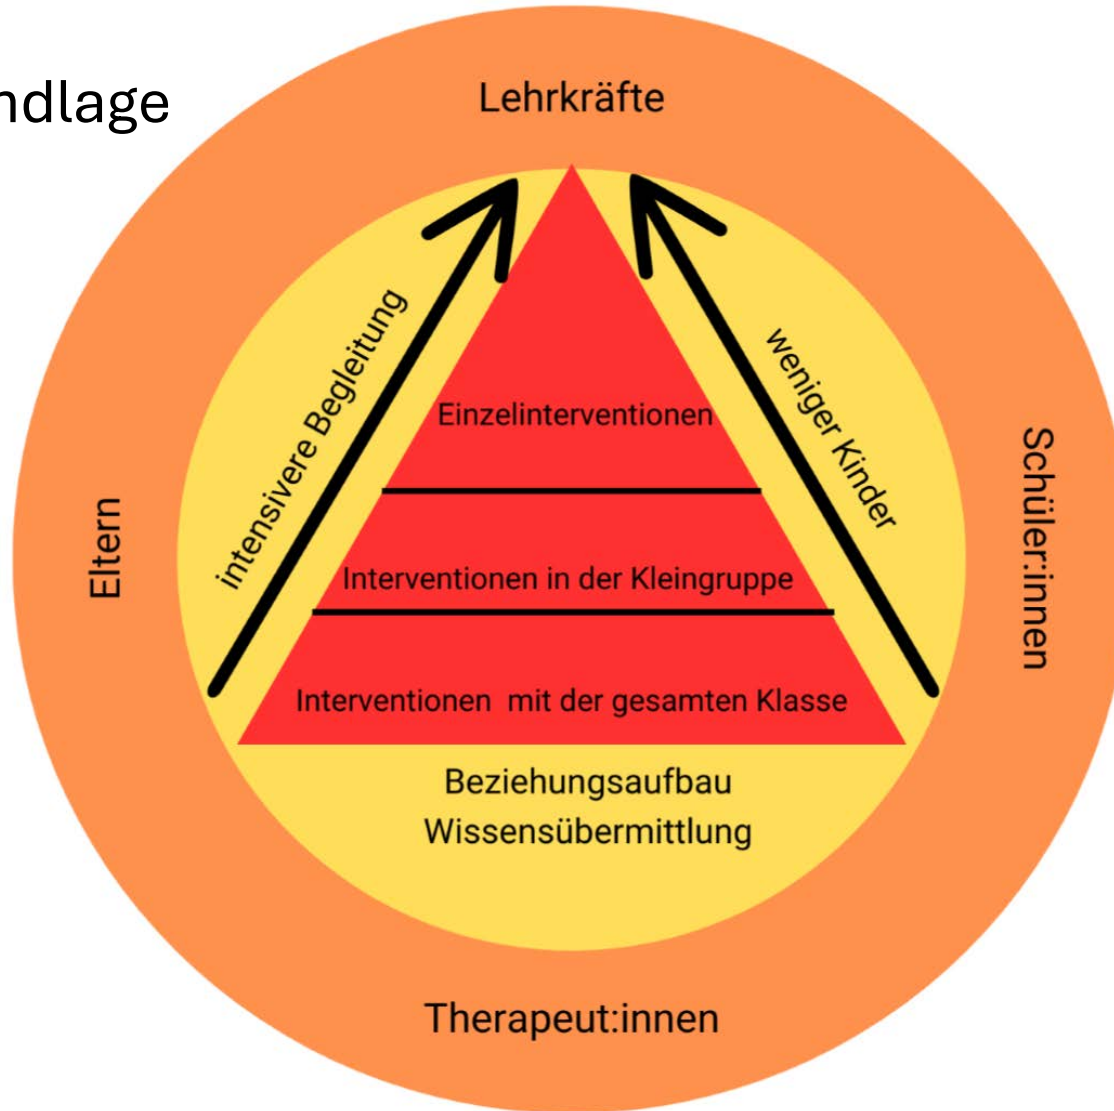 ndlage
Lehrkräfte
intensivere Begleitung
weniger Kinder
Einzelinterventionen
Eltern
Schüler:innen
Interventionen in der Kleingruppe
Interventionen mit der gesamten Klasse
Beziehungsaufbau
Wissensübermittlung
Therapeut:innen